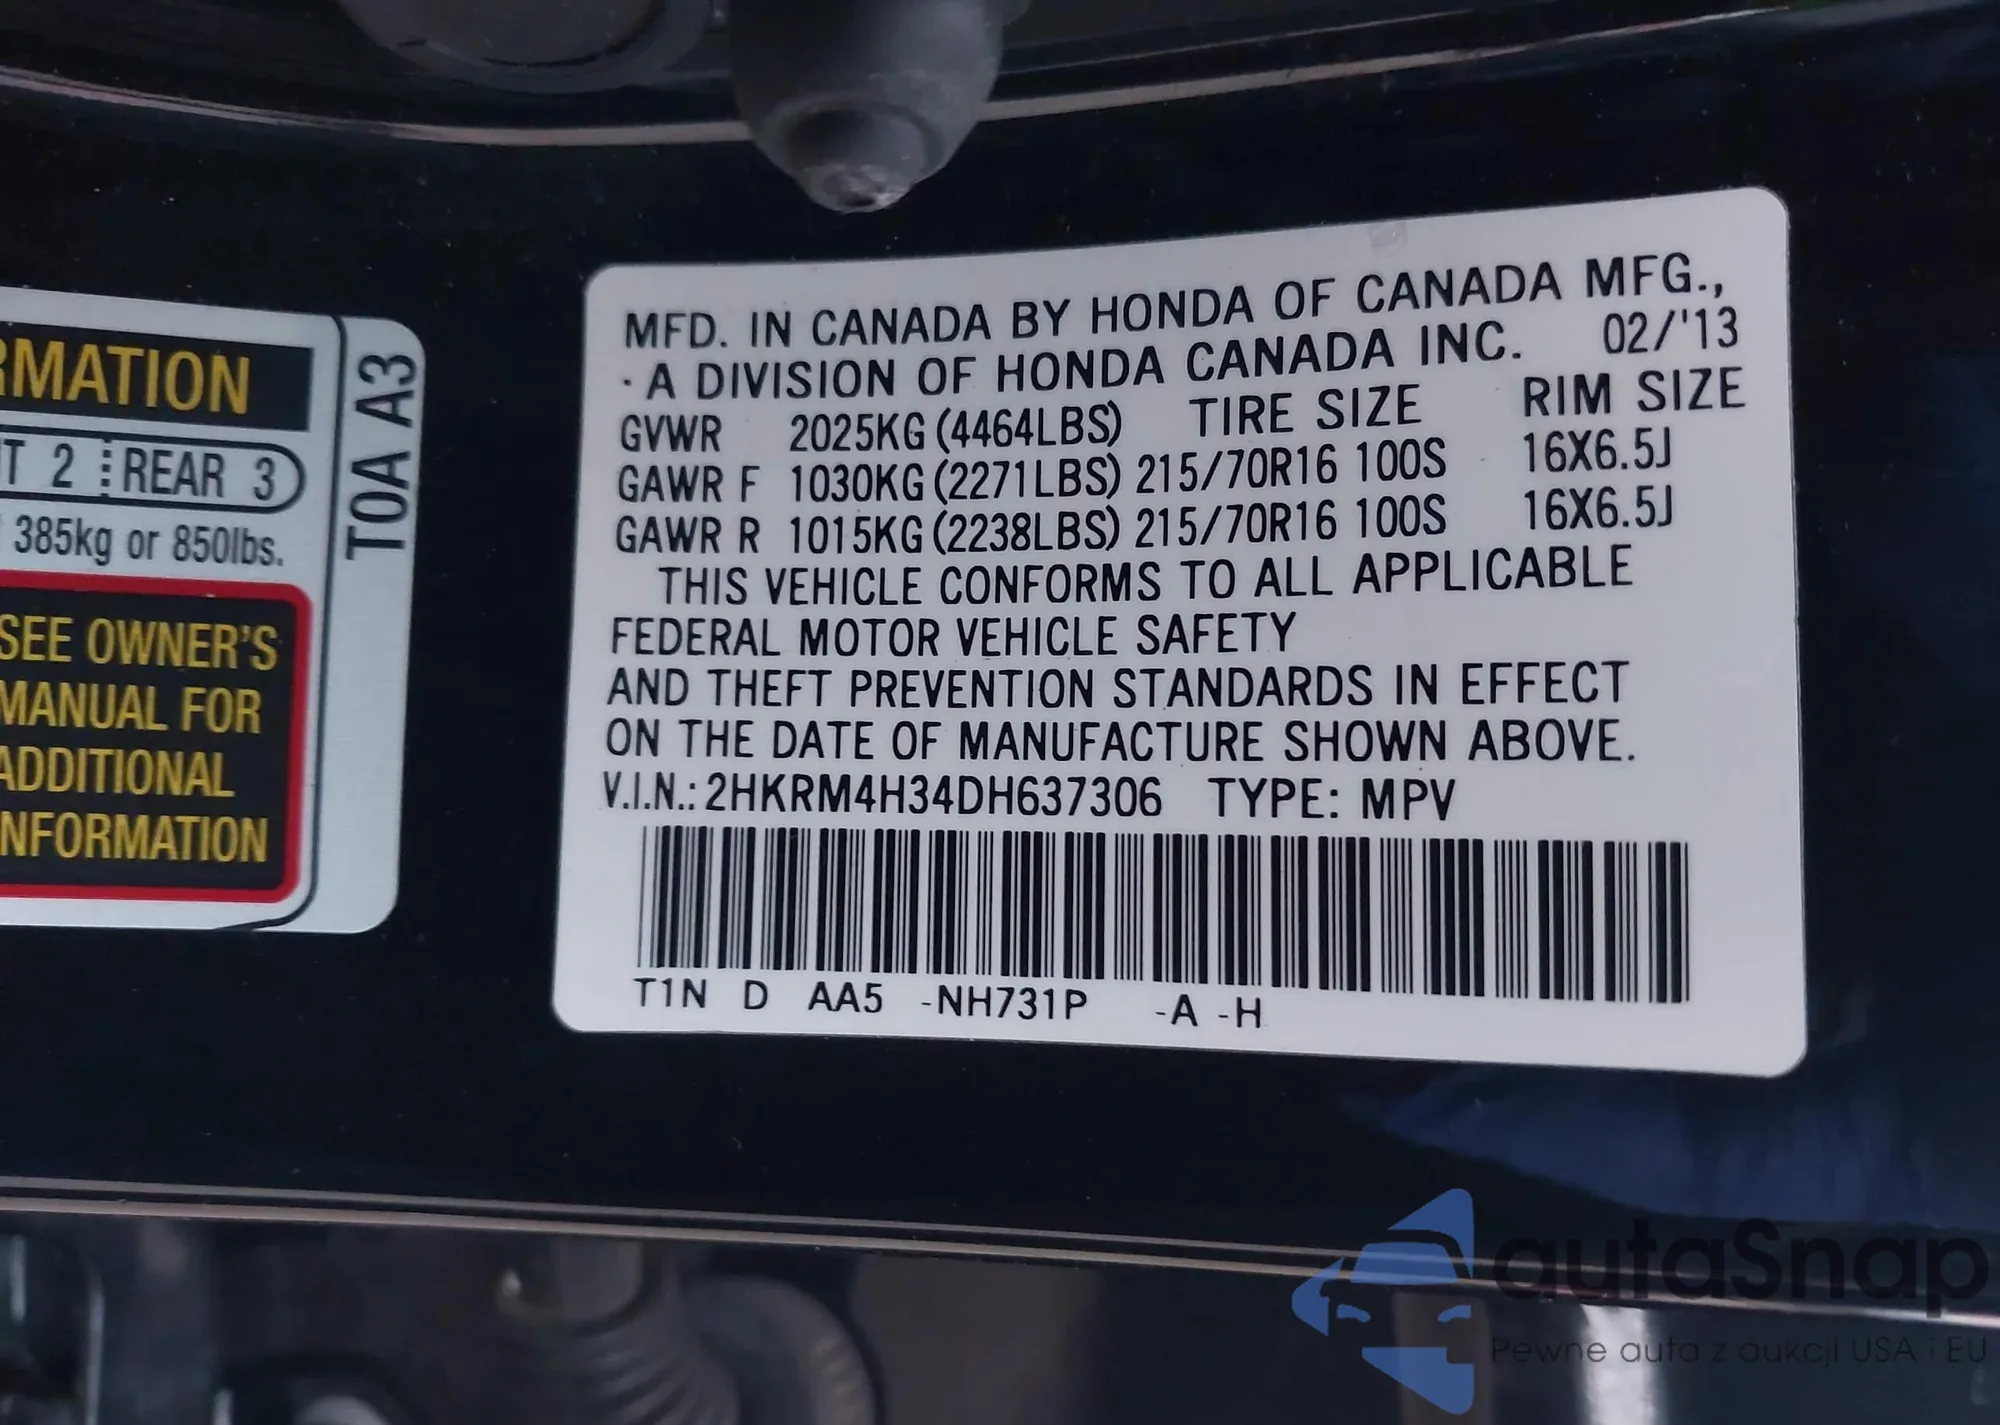 RMATION
T 2 REAR 3
385kg or 850lbs.
SEE OWNER'S
MANUAL FOR
ADDITIONAL
NFORMATION
T0A A3
MFD. IN CANADA BY HONDA OF CANADA MFG.,
· A DIVISION OF HONDA CANADA INC. 02/'13
GVWR 2025KG (4464LBS) TIRE SIZE RIM SIZE
GAWR F 1030KG (2271LBS) 215/70R16 100S 16X6.5J
GAWR R 1015KG (2238LBS) 215/70R16 100S 16X6.5J
THIS VEHICLE CONFORMS TO ALL APPLICABLE
FEDERAL MOTOR VEHICLE SAFETY
AND THEFT PREVENTION STANDARDS IN EFFECT
ON THE DATE OF MANUFACTURE SHOWN ABOVE.
V.I.N.: 2HKRM4H34DH637306 TYPE: MPV
T1N D AA5 -NH731P -A -H
autaSnap
Pewne auta z aukcji USA i EU